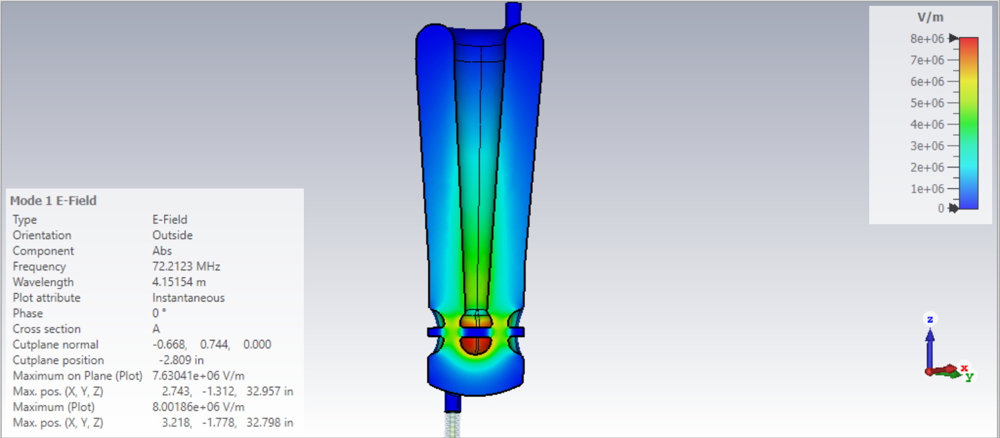 V/m
8e+06
7e+06
6e+06
5e+06
4e+06
3e+06
2e+06
1e+06
0
Mode 1 E-Field
Type E-Field
Orientation Outside
Component Abs
Frequency 72.2123 MHz
Wavelength 4.15154 m
Plot attribute Instantaneous
Phase 0 °
Cross section A
Cutplane normal -0.668, 0.744, 0.000
Cutplane position -2.809 in
Maximum on Plane (Plot) 7.63041e+06 V/m
Max. pos. (X, Y, Z) 2.743, -1.312, 32.957 in
Maximum (Plot) 8.00186e+06 V/m
Max. pos. (X, Y, Z) 3.218, -1.778, 32.798 in
z
x
y